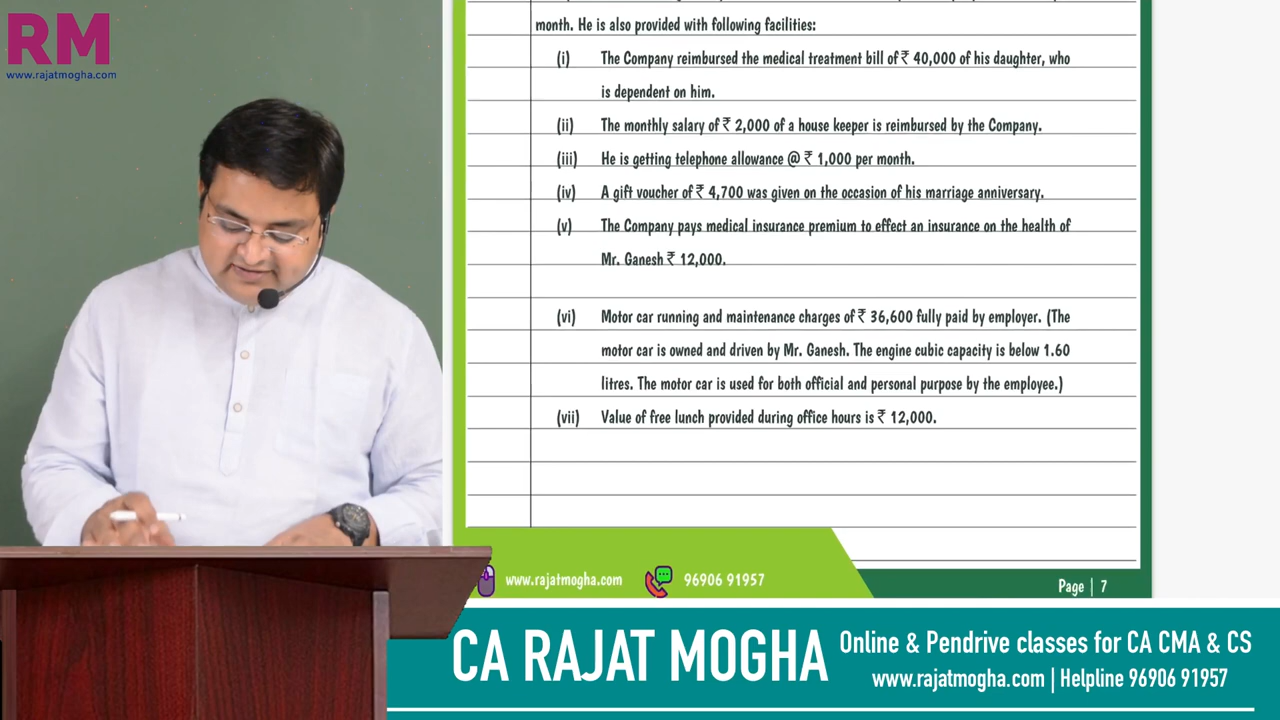 RM
www.rajatmogha.com
month. He is also provided with following facilities:
(i) The Company reimbursed the medical treatment bill of ₹ 40,000 of his daughter, who
is dependent on him.
(ii) The monthly salary of ₹ 2,000 of a house keeper is reimbursed by the Company.
(iii) He is getting telephone allowance @ ₹ 1,000 per month.
(iv) A gift voucher of ₹ 4,700 was given on the occasion of his marriage anniversary.
(v) The Company pays medical insurance premium to effect an insurance on the health of
Mr. Ganesh ₹ 12,000.
(vi) Motor car running and maintenance charges of ₹ 36,600 fully paid by employer. (The
motor car is owned and driven by Mr. Ganesh. The engine cubic capacity is below 1.60
litres. The motor car is used for both official and personal purpose by the employee.)
(vii) Value of free lunch provided during office hours is ₹ 12,000.
www.rajatmogha.com 96906 91957
Page | 7
CA RAJAT MOGHA
Online & Pendrive classes for CA CMA & CS
www.rajatmogha.com | Helpline 96906 91957